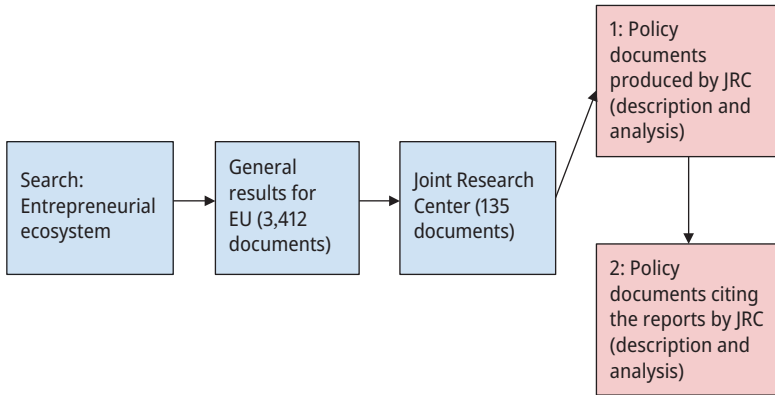 Search:
Entrepreneurial
ecosystem
General
results for
EU (3,412
documents)
Joint Research
Center (135
documents)
1: Policy
documents
produced by JRC
(description and
analysis)
2: Policy
documents citing
the reports by JRC
(description and
analysis)